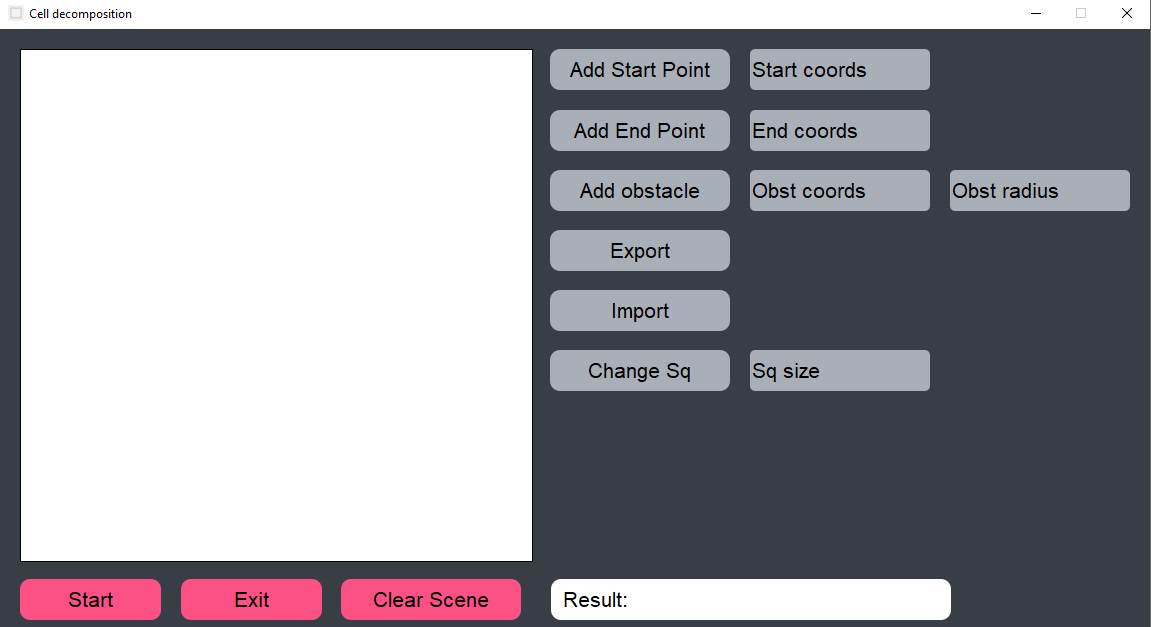 Cell decomposition
Add Start Point
Start coords
Add End Point
End coords
Add obstacle
Obst coords
Obst radius
Export
Import
Change Sq
Sq size
Start
Exit
Clear Scene
Result: